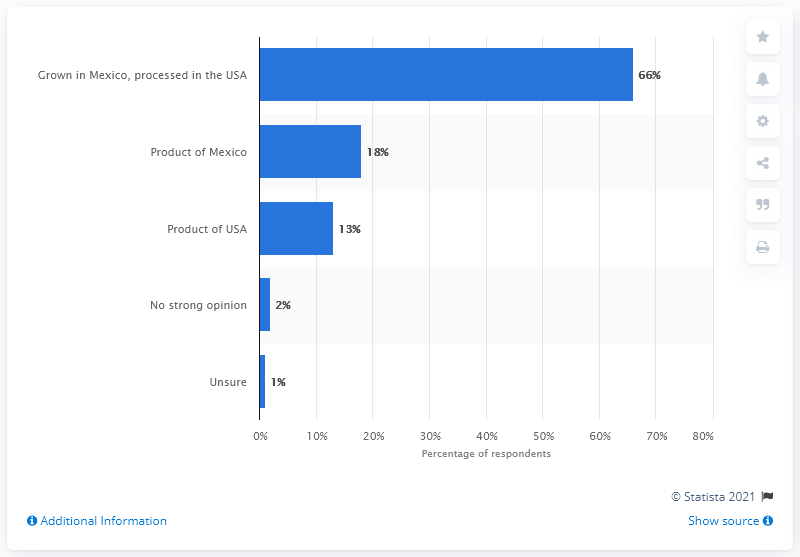 Grown in Mexico, processed in the USA 66%
Product of Mexico 18%
Product of USA 13%
No strong opinion 2%
Unsure 1%
0% 10% 20% 30% 40% 50% 60% 70% 80%
Percentage of respondents
© Statista 2021
Additional Information Show source